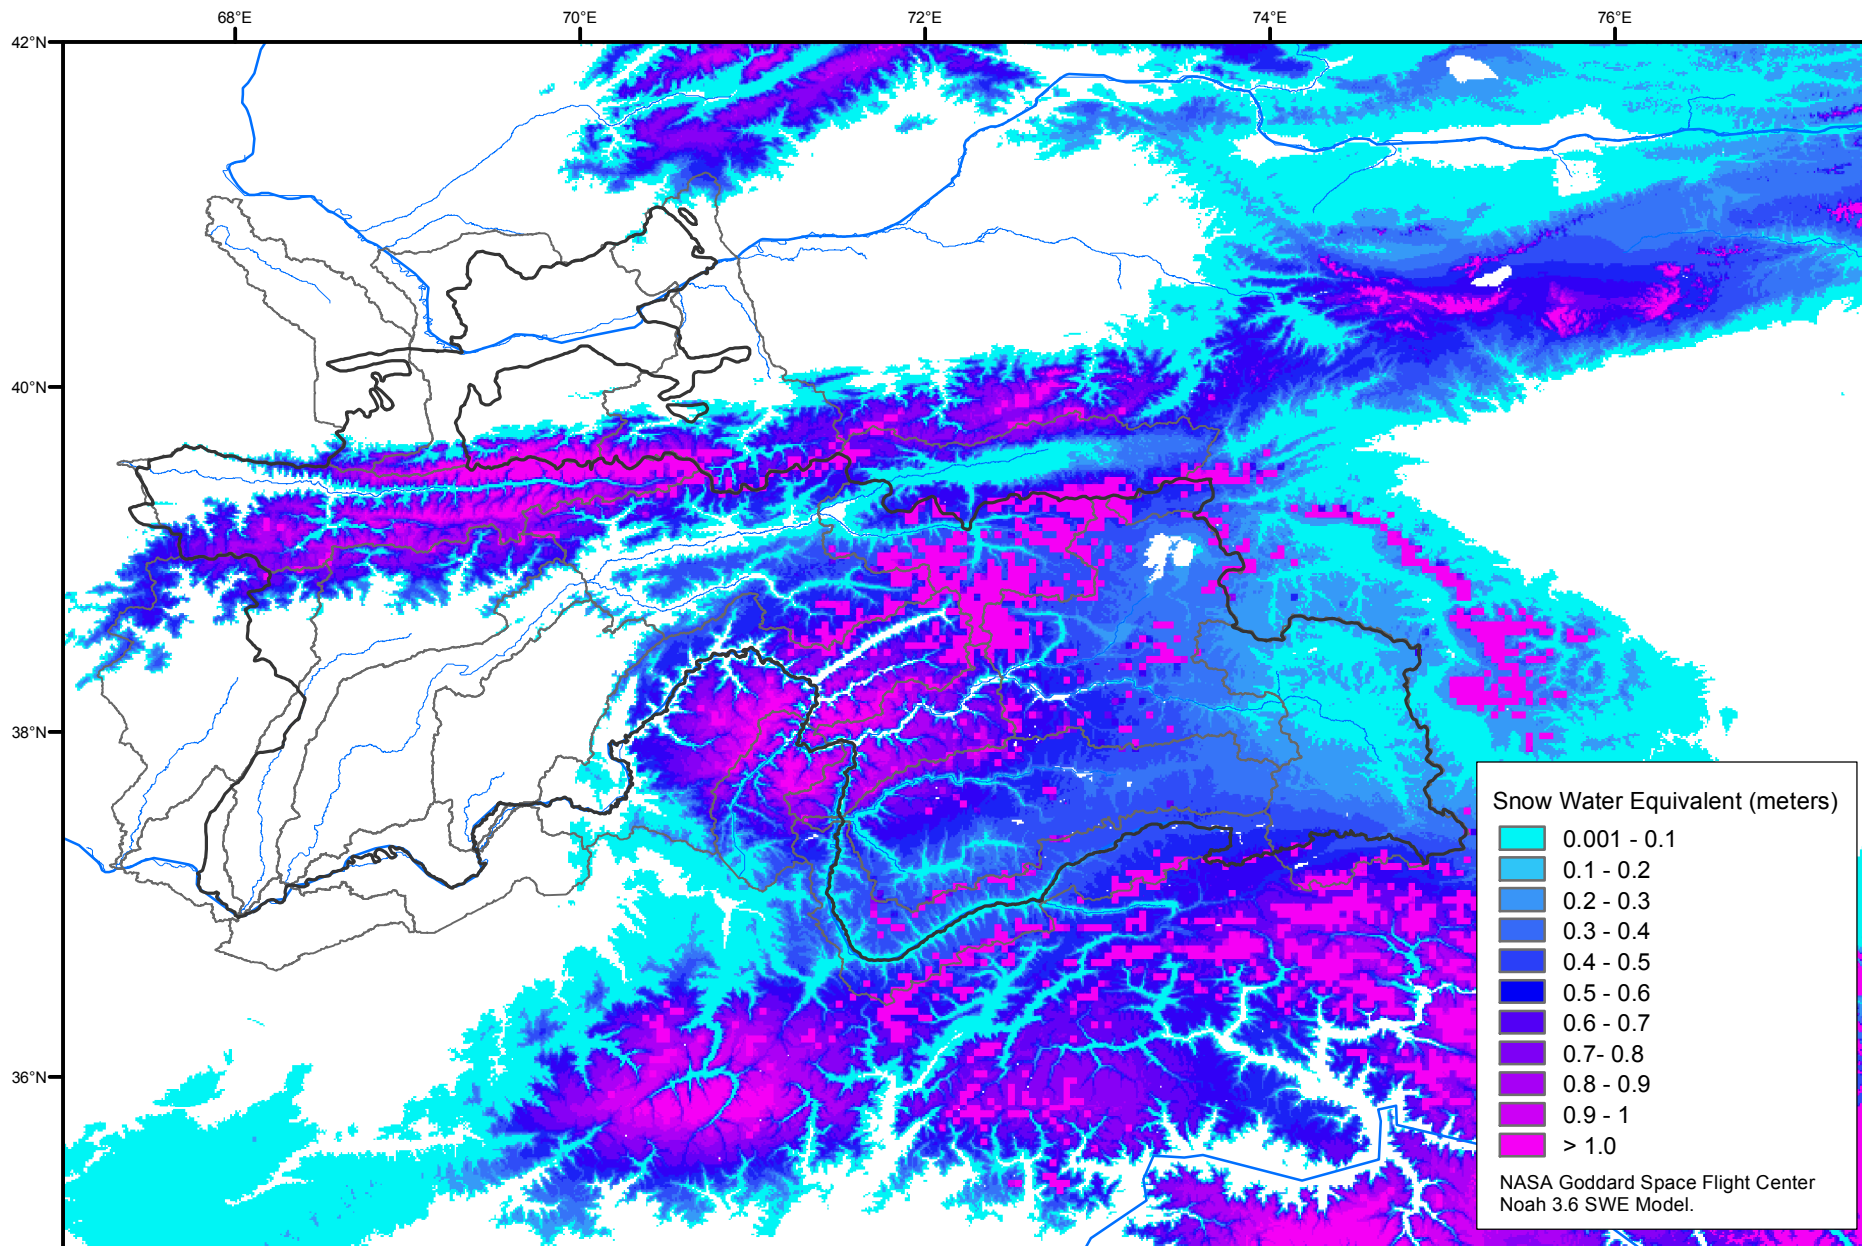 68°E
70°E
72°E
74°E
76°E
42°N
40°N
38°N
36°N
Snow Water Equivalent (meters)
0.001 - 0.1
0.1 - 0.2
0.2 - 0.3
0.3 - 0.4
0.4 - 0.5
0.5 - 0.6
0.6 - 0.7
0.7- 0.8
0.8 - 0.9
0.9 - 1
> 1.0
NASA Goddard Space Flight Center
Noah 3.6 SWE Model.